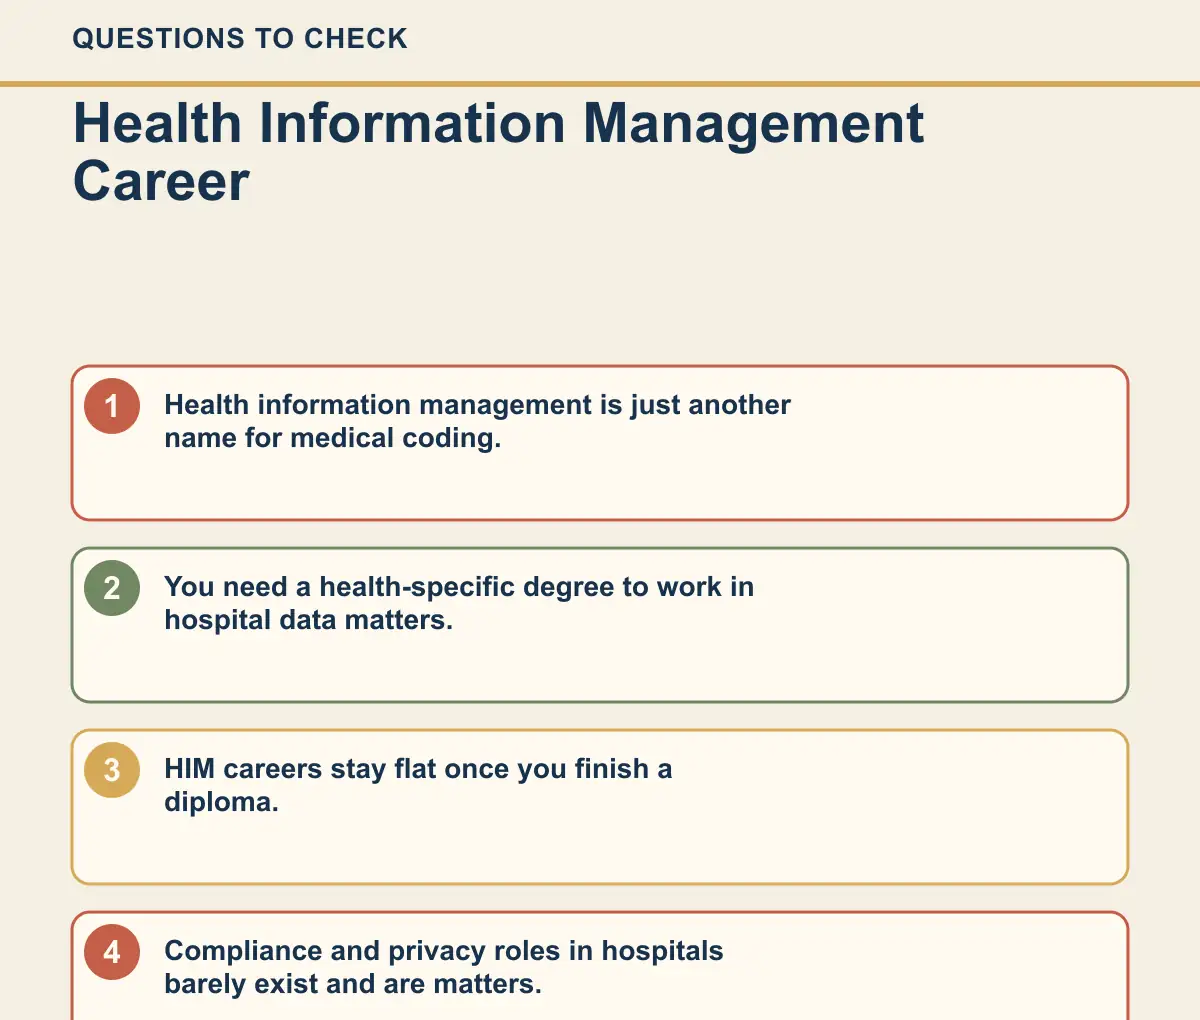 QUESTIONS TO CHECK
Health Information Management
Career
1
Health information management is just another
name for medical coding.
2
You need a health-specific degree to work in
hospital data matters.
3
HIM careers stay flat once you finish a
diploma.
4
Compliance and privacy roles in hospitals
barely exist and are matters.